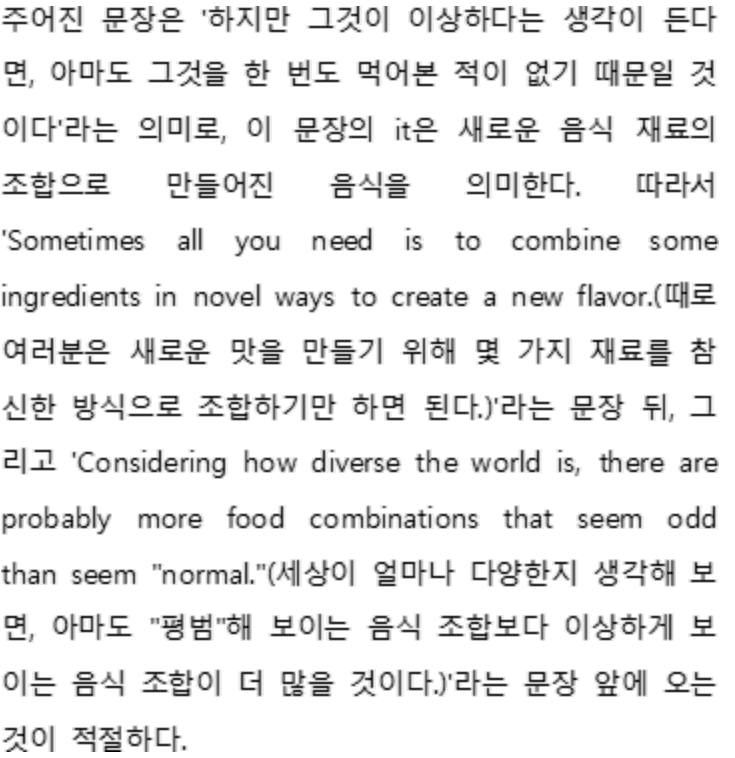 주어진 문장은 '하지만 그것이 이상하다는 생각이 든다
면, 아마도 그것을 한 번도 먹어본 적이 없기 때문일 것
이다'라는 의미로, 이 문장의 it은 새로운 음식 재료의
조합으로 만들어진 음식을 의미한다. 따라서
'Sometimes all you need is to combine some
ingredients in novel ways to create a new flavor.(때로
여러분은 새로운 맛을 만들기 위해 몇 가지 재료를 참
신한 방식으로 조합하기만 하면 된다.)'라는 문장 뒤, 그
리고 'Considering how diverse the world is, there are
probably more food combinations that seem odd
than seem "normal."(세상이 얼마나 다양한지 생각해 보
면, 아마도 "평범"해 보이는 음식 조합보다 이상하게 보
이는 음식 조합이 더 많을 것이다.)'라는 문장 앞에 오는
것이 적절하다.